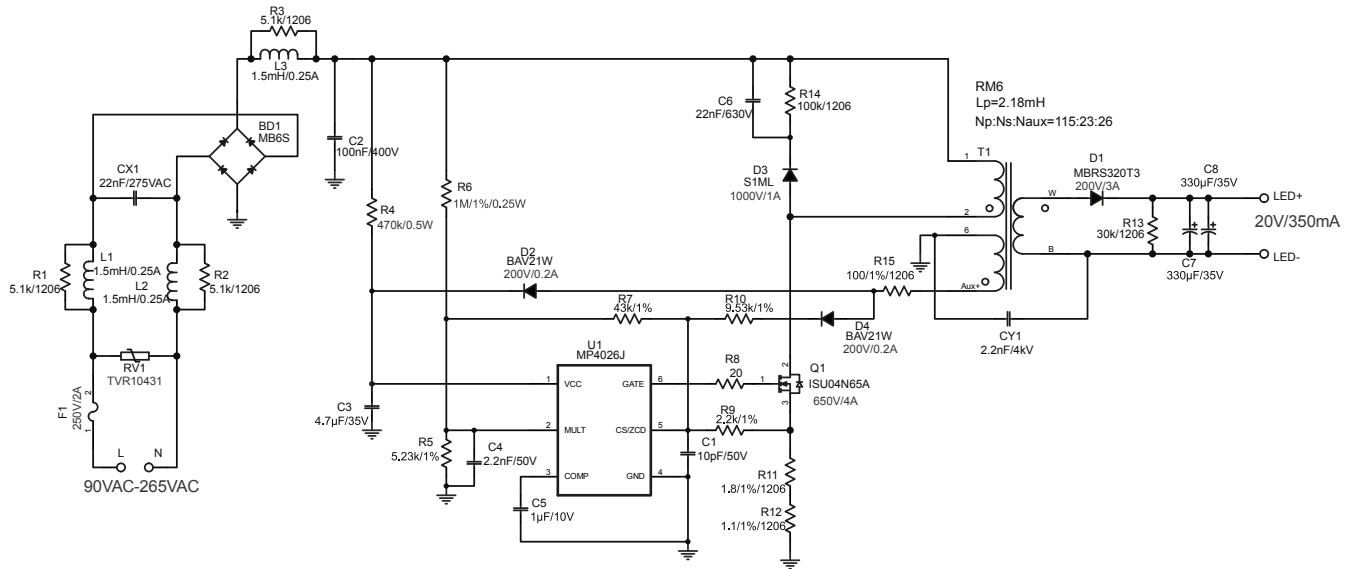 R3
5.1k/1206
L3
1.5mH/0.25A
BD1
MB6S
CX1
22nF/275VAC
C2
100nF/400V
R4
470k/0.5W
R6
1M/1%/0.25W
C6
22nF/630V
R14
100k/1206
D3
S1ML
1000V/1A
RM6
Lp=2.18mH
Np:Ns:Naux=115:23:26
T1
1
2
6
Aux+
W
B
D1
MBRS320T3
200V/3A
R13
30k/1206
C8
330µF/35V
C7
330µF/35V
LED+
20V/350mA
LED-
R1
5.1k/1206
L1
1.5mH/0.25A
L2
1.5mH/0.25A
R2
5.1k/1206
D2
BAV21W
200V/0.2A
R15
100/1%/1206
R7
43k/1%
R10
9.53k/1%
D4
BAV21W
200V/0.2A
CY1
2.2nF/4kV
RV1
TVR10431
F1
250V/2A
1
2
L
N
90VAC-265VAC
C3
4.7µF/35V
U1
MP4026J
1
VCC
GATE
6
2
MULT
CS/ZCD
5
3
COMP
GND
4
R8
20
Q1
ISU04N65A
650V/4A
2
1
3
R9
2.2k/1%
R5
5.23k/1%
C4
2.2nF/50V
C1
10pF/50V
C5
1µF/10V
R11
1.8/1%/1206
R12
1.1/1%/1206